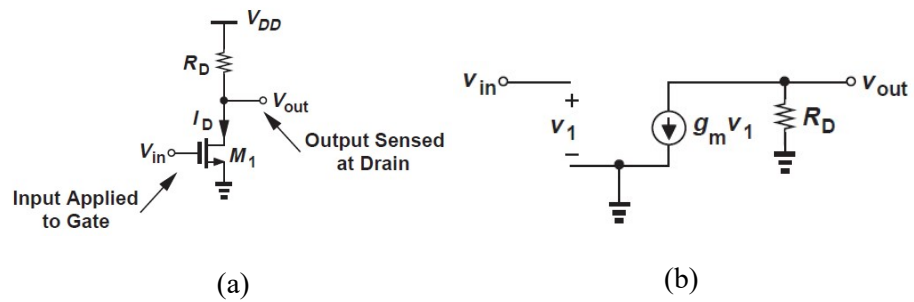 V_DD
R_D
V_out
I_D
Output Sensed
at Drain
V_in
M_1
Input Applied
to Gate
(a)
v_in
+
v_1
−
g_m v_1
v_out
R_D
(b)